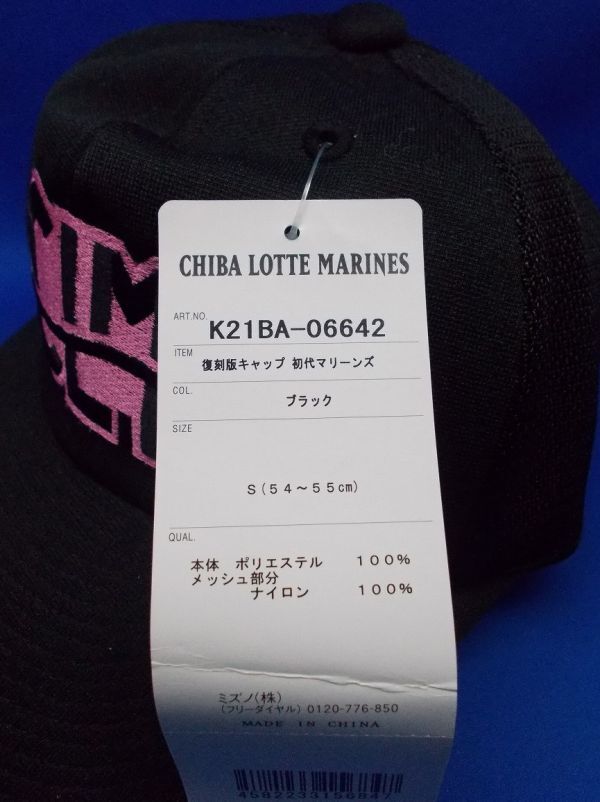 CHIBA LOTTE MARINES
ART.NO. K21BA-06642
ITEM 復刻版キャップ 初代マリーンズ
COL. ブラック
SIZE
S(54~55cm)
QUAL.
本体 ポリエステル 100%
メッシュ部分
ナイロン 100%
ミズノ(株)
(フリーダイヤル) 0120-776-850
MADE IN CHINA
4582233156847